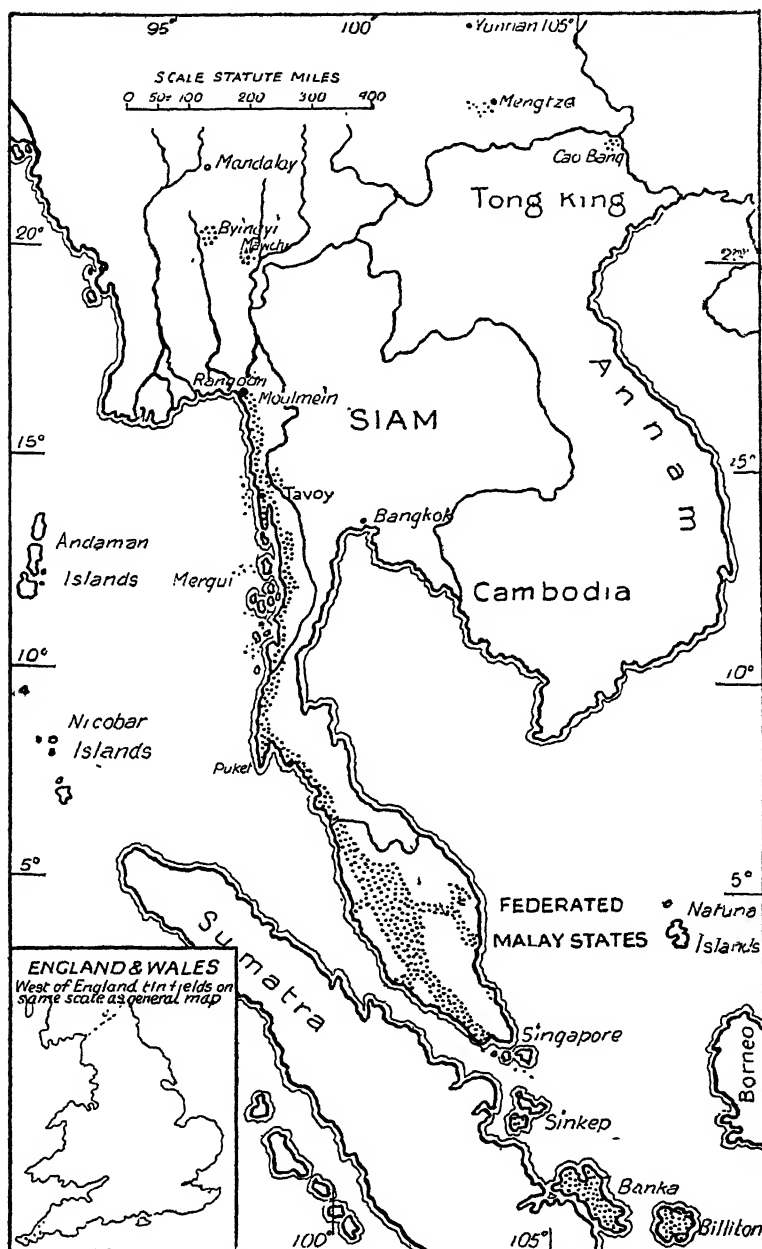 95°
100°
Yunnan 105°
SCALE STATUTE MILES
0 50 100 200 300 400
Mengtze
Cao Bang
Mandalay
Tong King
Byingyi
Mawchi
20°
Rangoon
Moulmein
Annam
SIAM
15°
15°
Tavoy
Bangkok
Andaman
Islands
Mergui
Cambodia
10°
10°
Nicobar
Islands
Puket
5°
5°
FEDERATED
MALAY STATES
Natuna
Islands
Sumatra
ENGLAND & WALES
West of England tin fields on
same scale as general map
Singapore
Borneo
Sinkep
Banka
Billiton
100°
105°